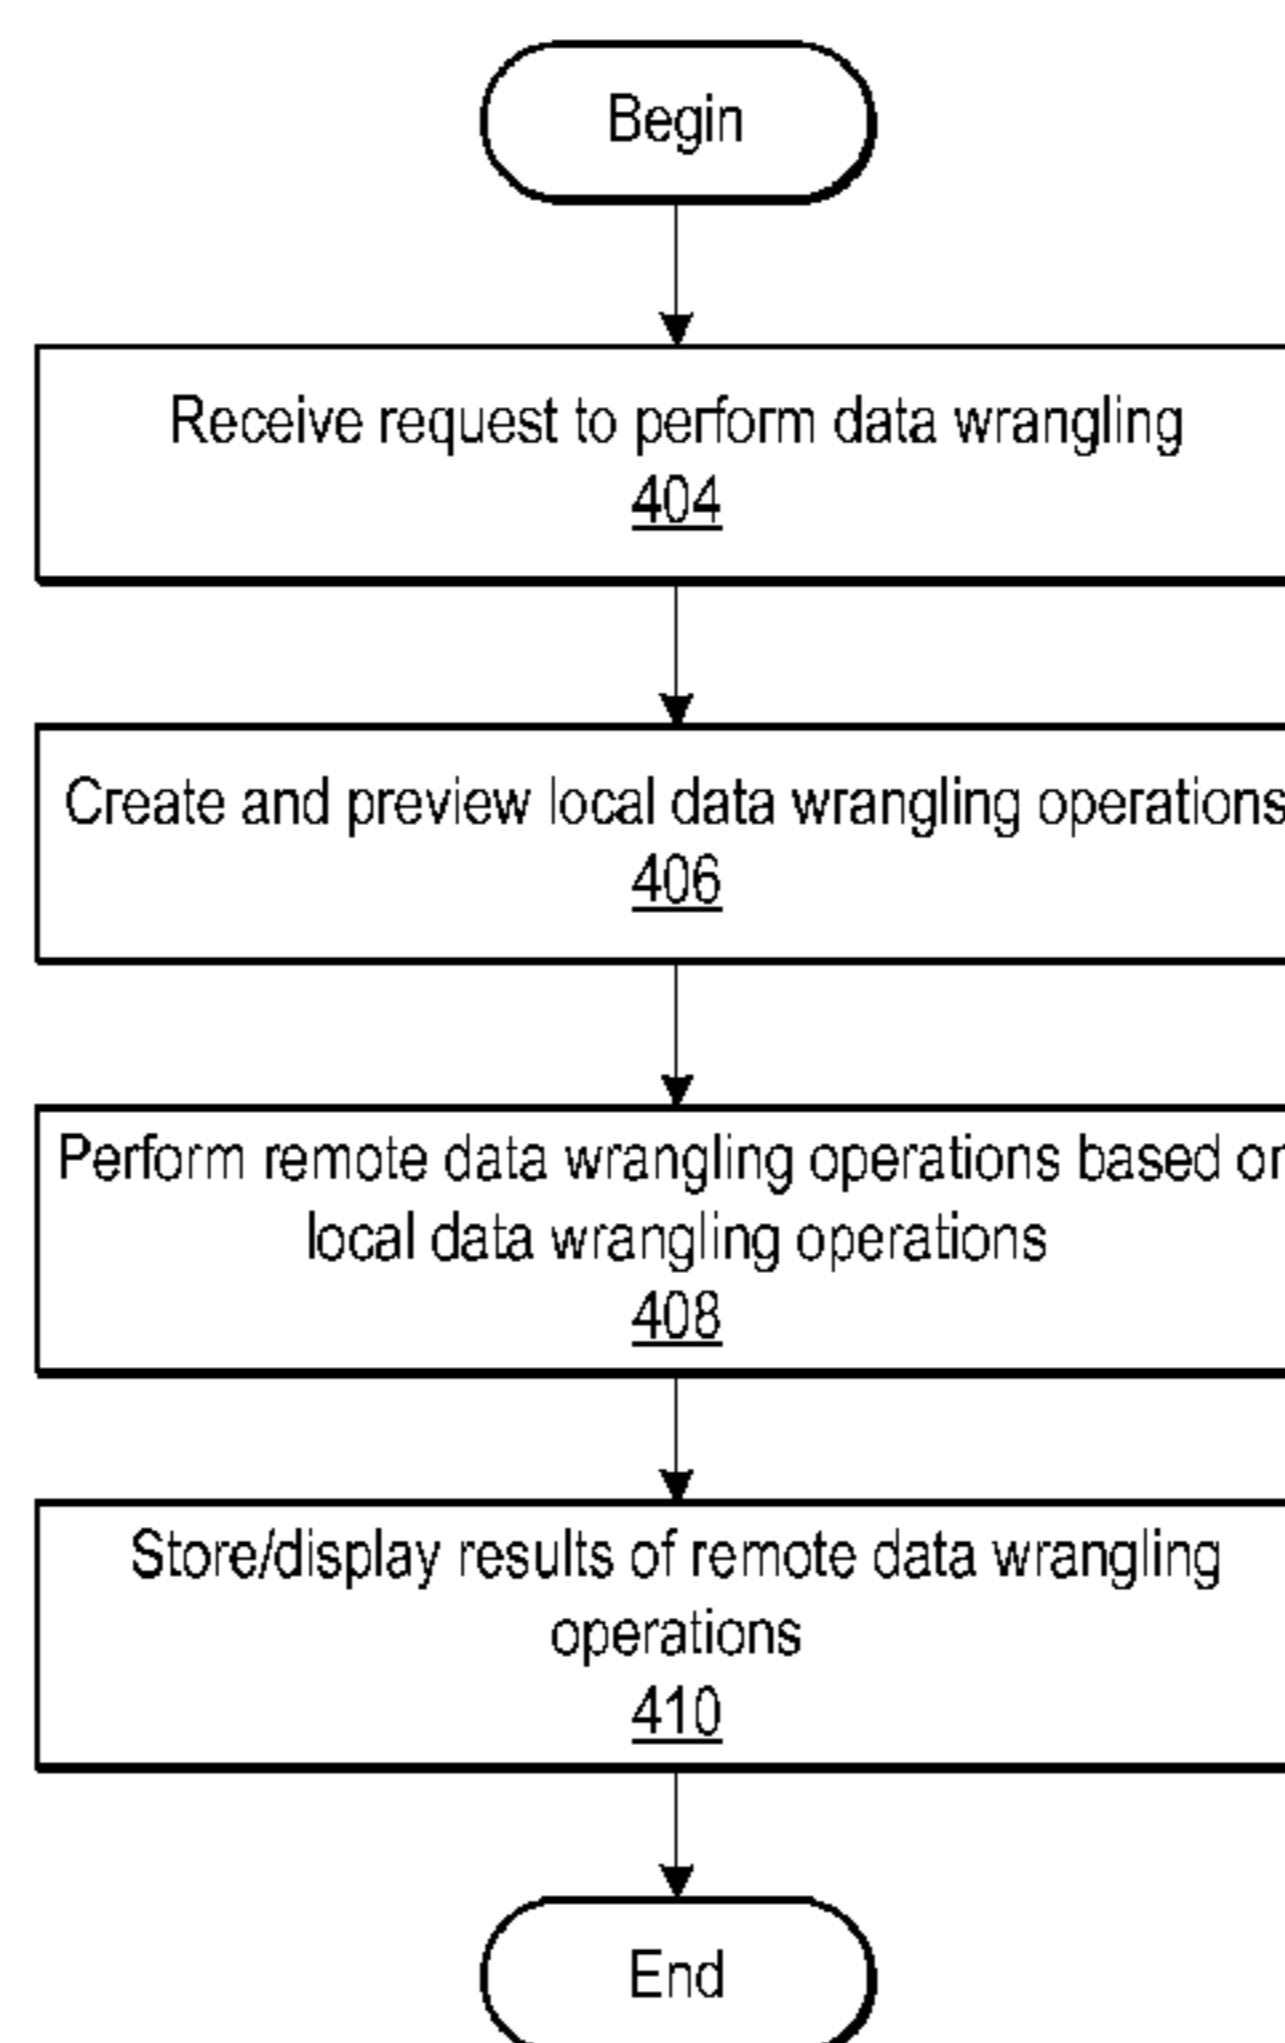 Begin
Receive request to perform data wrangling
404
Create and preview local data wrangling operations
406
Perform remote data wrangling operations based on
local data wrangling operations
408
Store/display results of remote data wrangling
operations
410
End